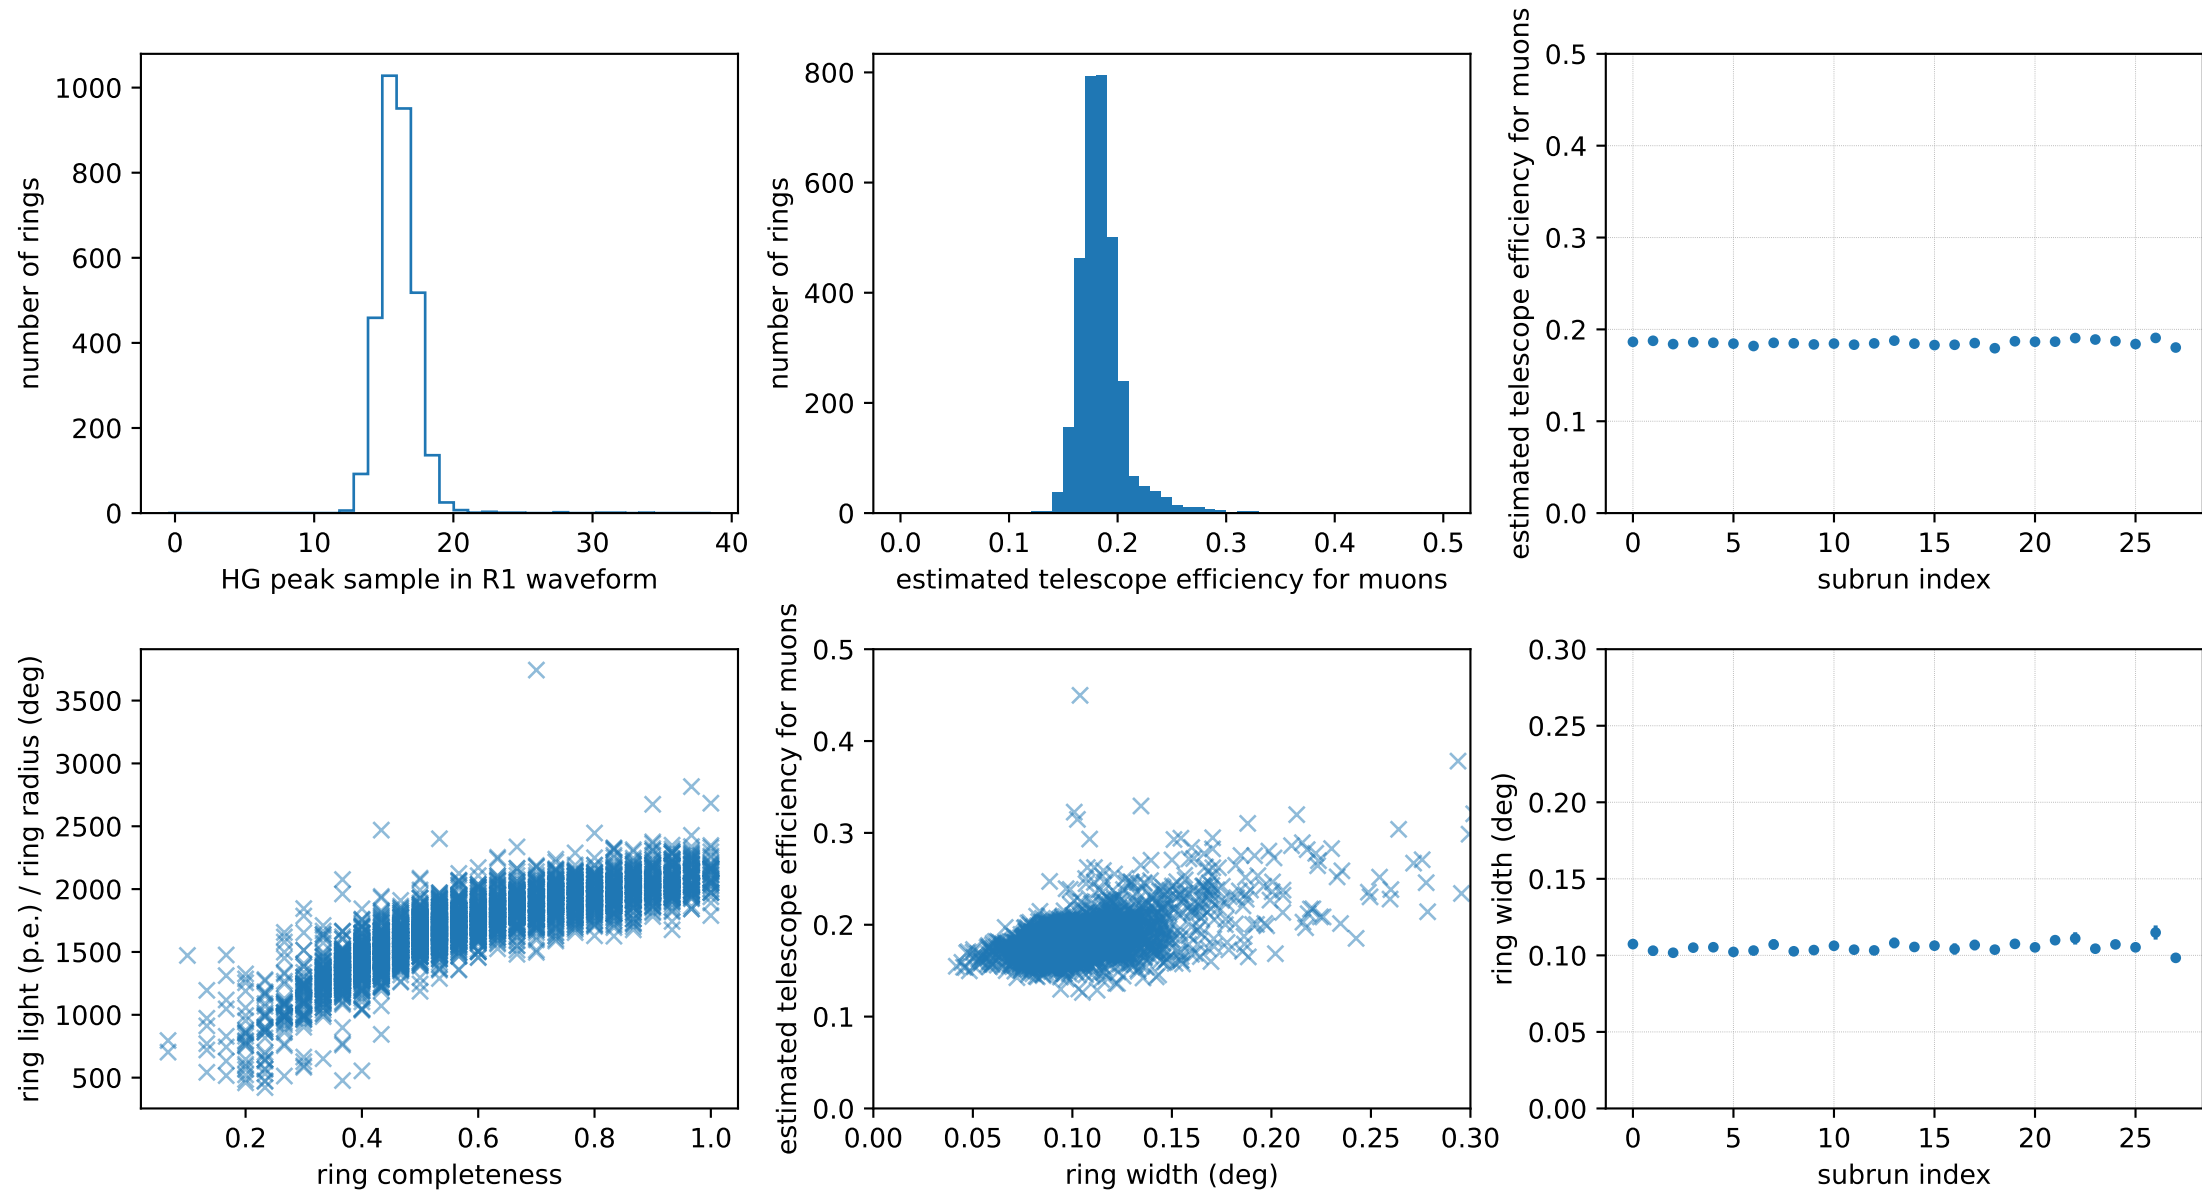 number of rings
1000
800
600
400
200
0
0 10 20 30 40
HG peak sample in R1 waveform
number of rings
800
600
400
200
0
0.0 0.1 0.2 0.3 0.4 0.5
estimated telescope efficiency for muons
estimated telescope efficiency for muons
0.5
0.4
0.3
0.2
0.1
0.0
0 5 10 15 20 25
subrun index
ring light (p.e.) / ring radius (deg)
3500
3000
2500
2000
1500
1000
500
0.2 0.4 0.6 0.8 1.0
ring completeness
estimated telescope efficiency for muons
0.5
0.4
0.3
0.2
0.1
0.0
0.00 0.05 0.10 0.15 0.20 0.25 0.30
ring width (deg)
ring width (deg)
0.30
0.25
0.20
0.15
0.10
0.05
0.00
0 5 10 15 20 25
subrun index